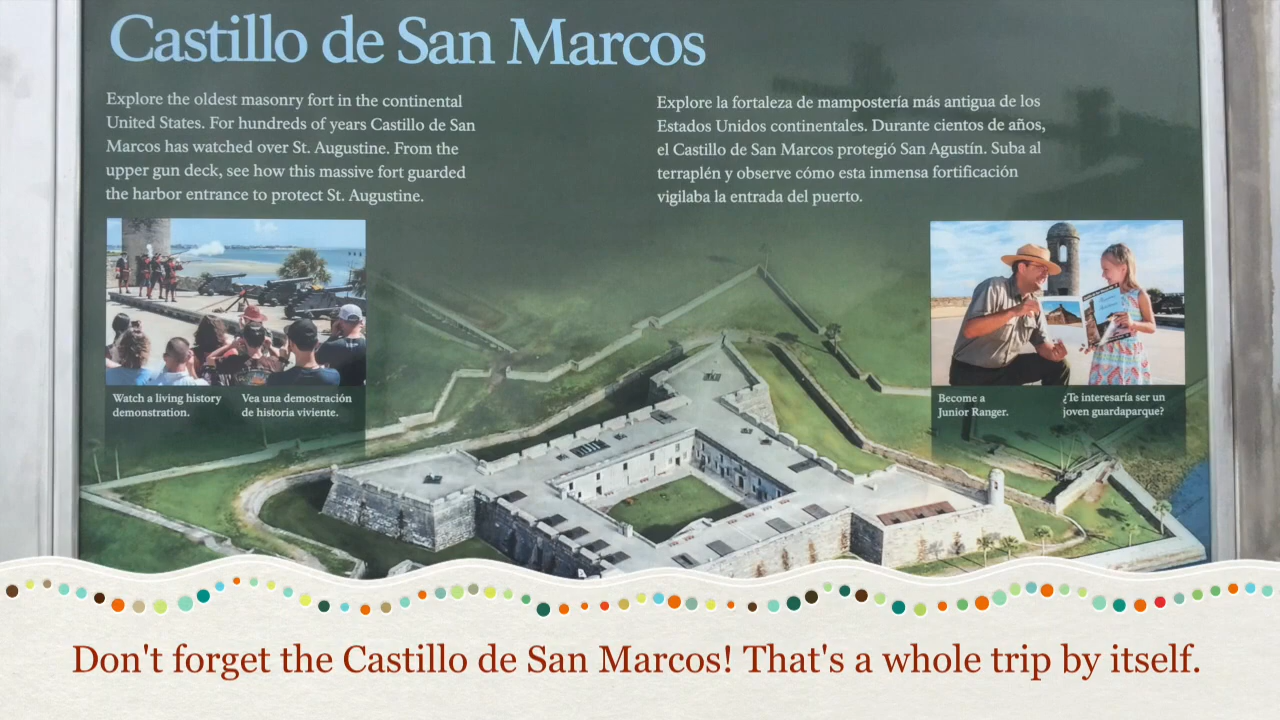 Castillo de San Marcos
Explore the oldest masonry fort in the continental
United States. For hundreds of years Castillo de San
Marcos has watched over St. Augustine. From the
upper gun deck, see how this massive fort guarded
the harbor entrance to protect St. Augustine.
Explore la fortaleza de mampostería más antigua de los
Estados Unidos continentales. Durante cientos de años,
el Castillo de San Marcos protegió San Agustín. Suba al
terraplén y observe cómo esta inmensa fortificación
vigilaba la entrada del puerto.
Watch a living history
demonstration.
Vea una demostración
de historia viviente.
Become a
Junior Ranger.
¿Te interesaría ser un
joven guardaparque?
Don't forget the Castillo de San Marcos! That's a whole trip by itself.